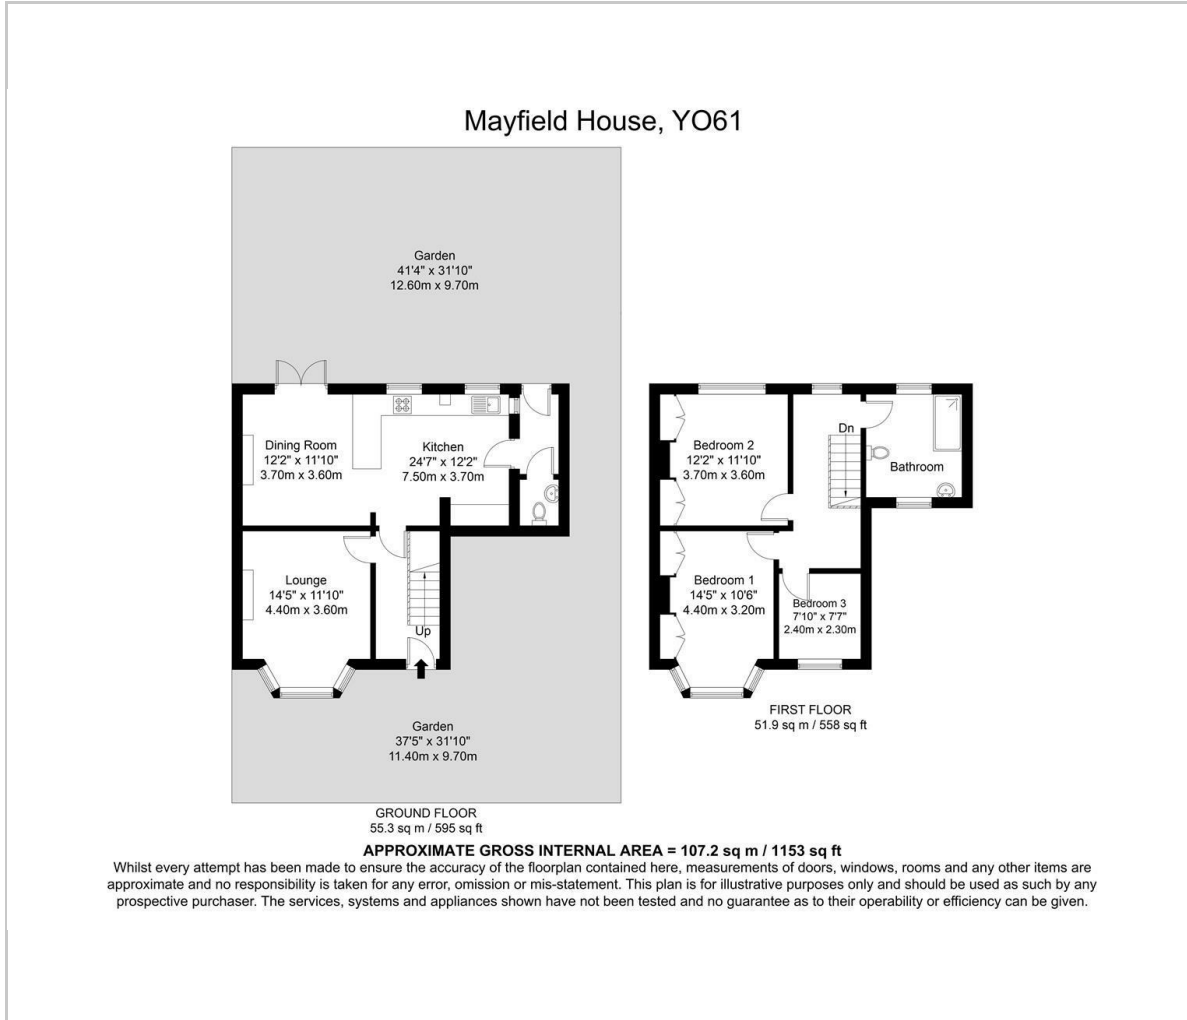 Mayfield House, YO61
Garden
41'4" x 31'10"
12.60m x 9.70m
Dining Room
12'2" x 11'10"
3.70m x 3.60m
Kitchen
24'7" x 12'2"
7.50m x 3.70m
Lounge
14'5" x 11'10"
4.40m x 3.60m
Up
Garden
37'5" x 31'10"
11.40m x 9.70m
GROUND FLOOR
55.3 sq m / 595 sq ft
Bedroom 2
12'2" x 11'10"
3.70m x 3.60m
Dn
Bathroom
Bedroom 1
14'5" x 10'6"
4.40m x 3.20m
Bedroom 3
7'10" x 7'7"
2.40m x 2.30m
FIRST FLOOR
51.9 sq m / 558 sq ft
APPROXIMATE GROSS INTERNAL AREA = 107.2 sq m / 1153 sq ft
Whilst every attempt has been made to ensure the accuracy of the floorplan contained here, measurements of doors, windows, rooms and any other items are
approximate and no responsibility is taken for any error, omission or mis-statement. This plan is for illustrative purposes only and should be used as such by any
prospective purchaser. The services, systems and appliances shown have not been tested and no guarantee as to their operability or efficiency can be given.